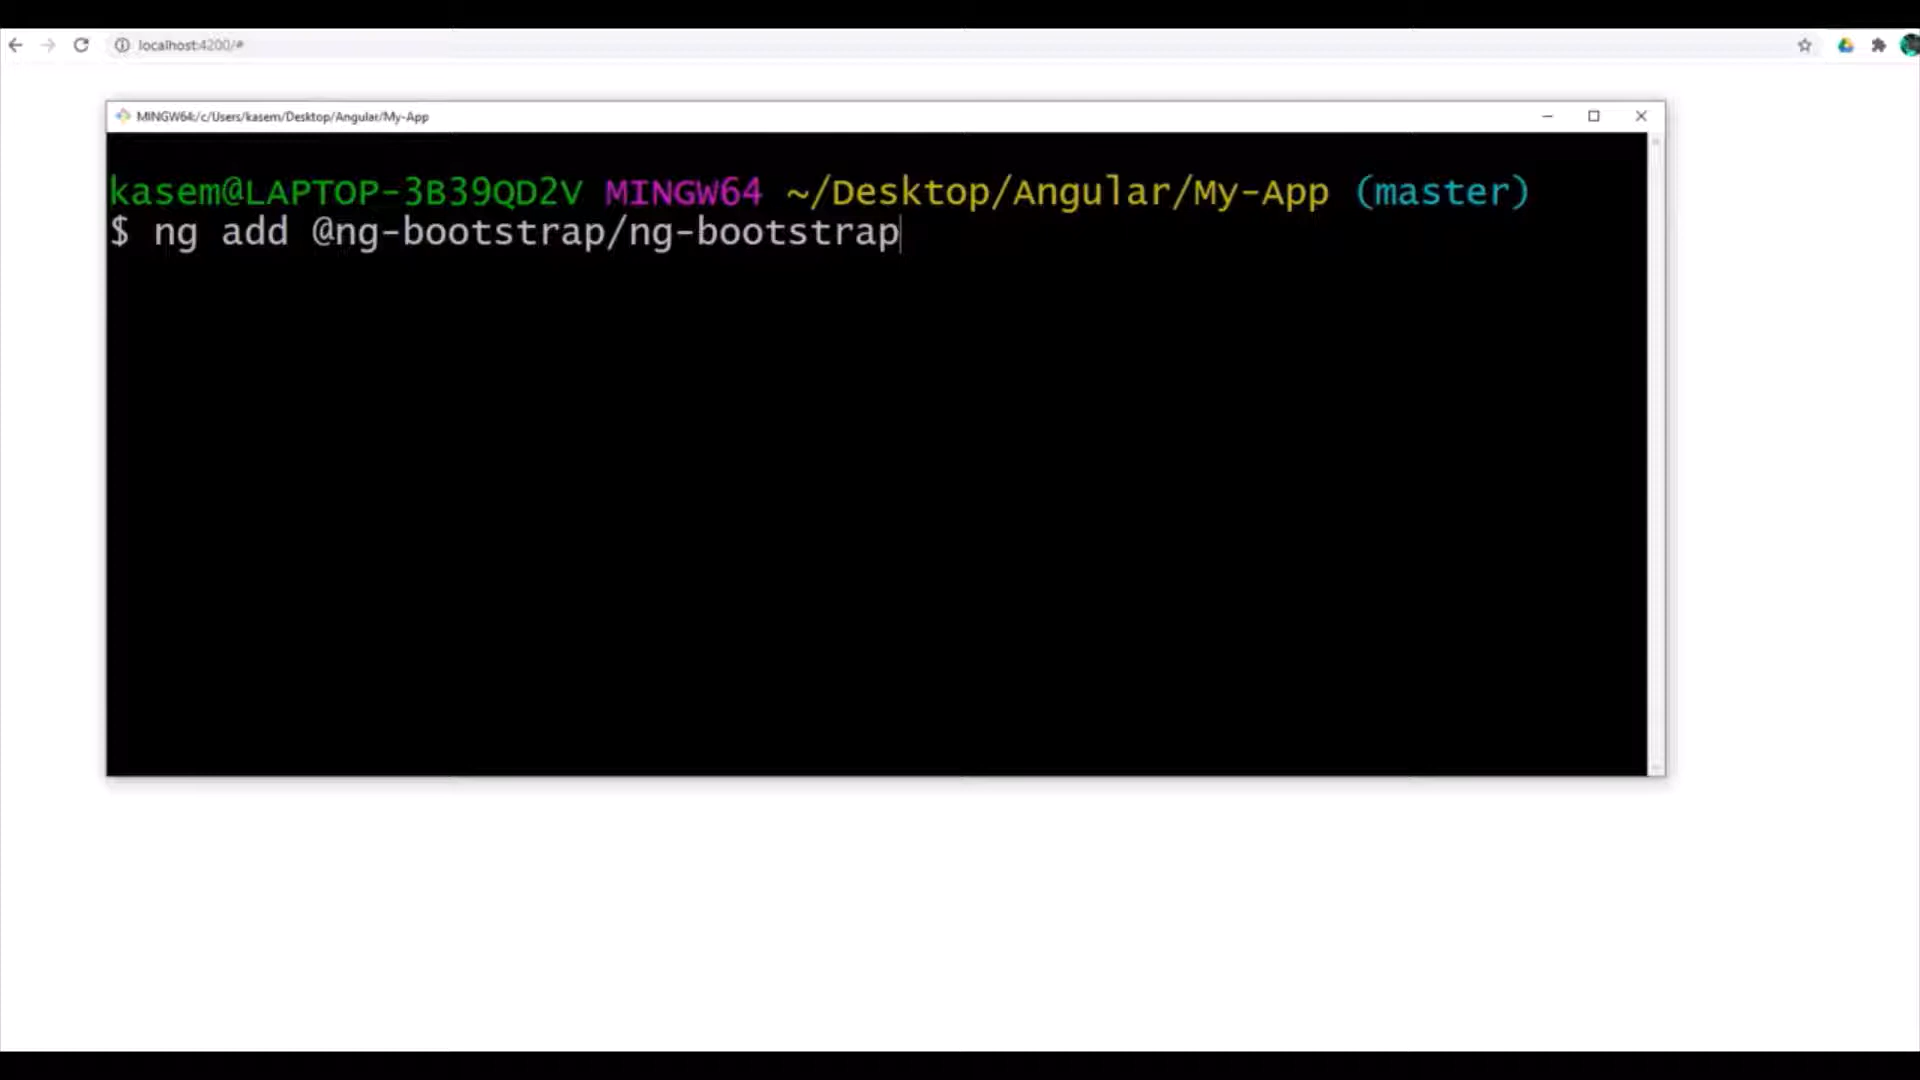 localhost:4200/#
MINGW64:/c/Users/kasem/Desktop/Angular/My-App
kasem@LAPTOP-3B39QD2V MINGW64 ~/Desktop/Angular/My-App (master)
$ ng add @ng-bootstrap/ng-bootstrap